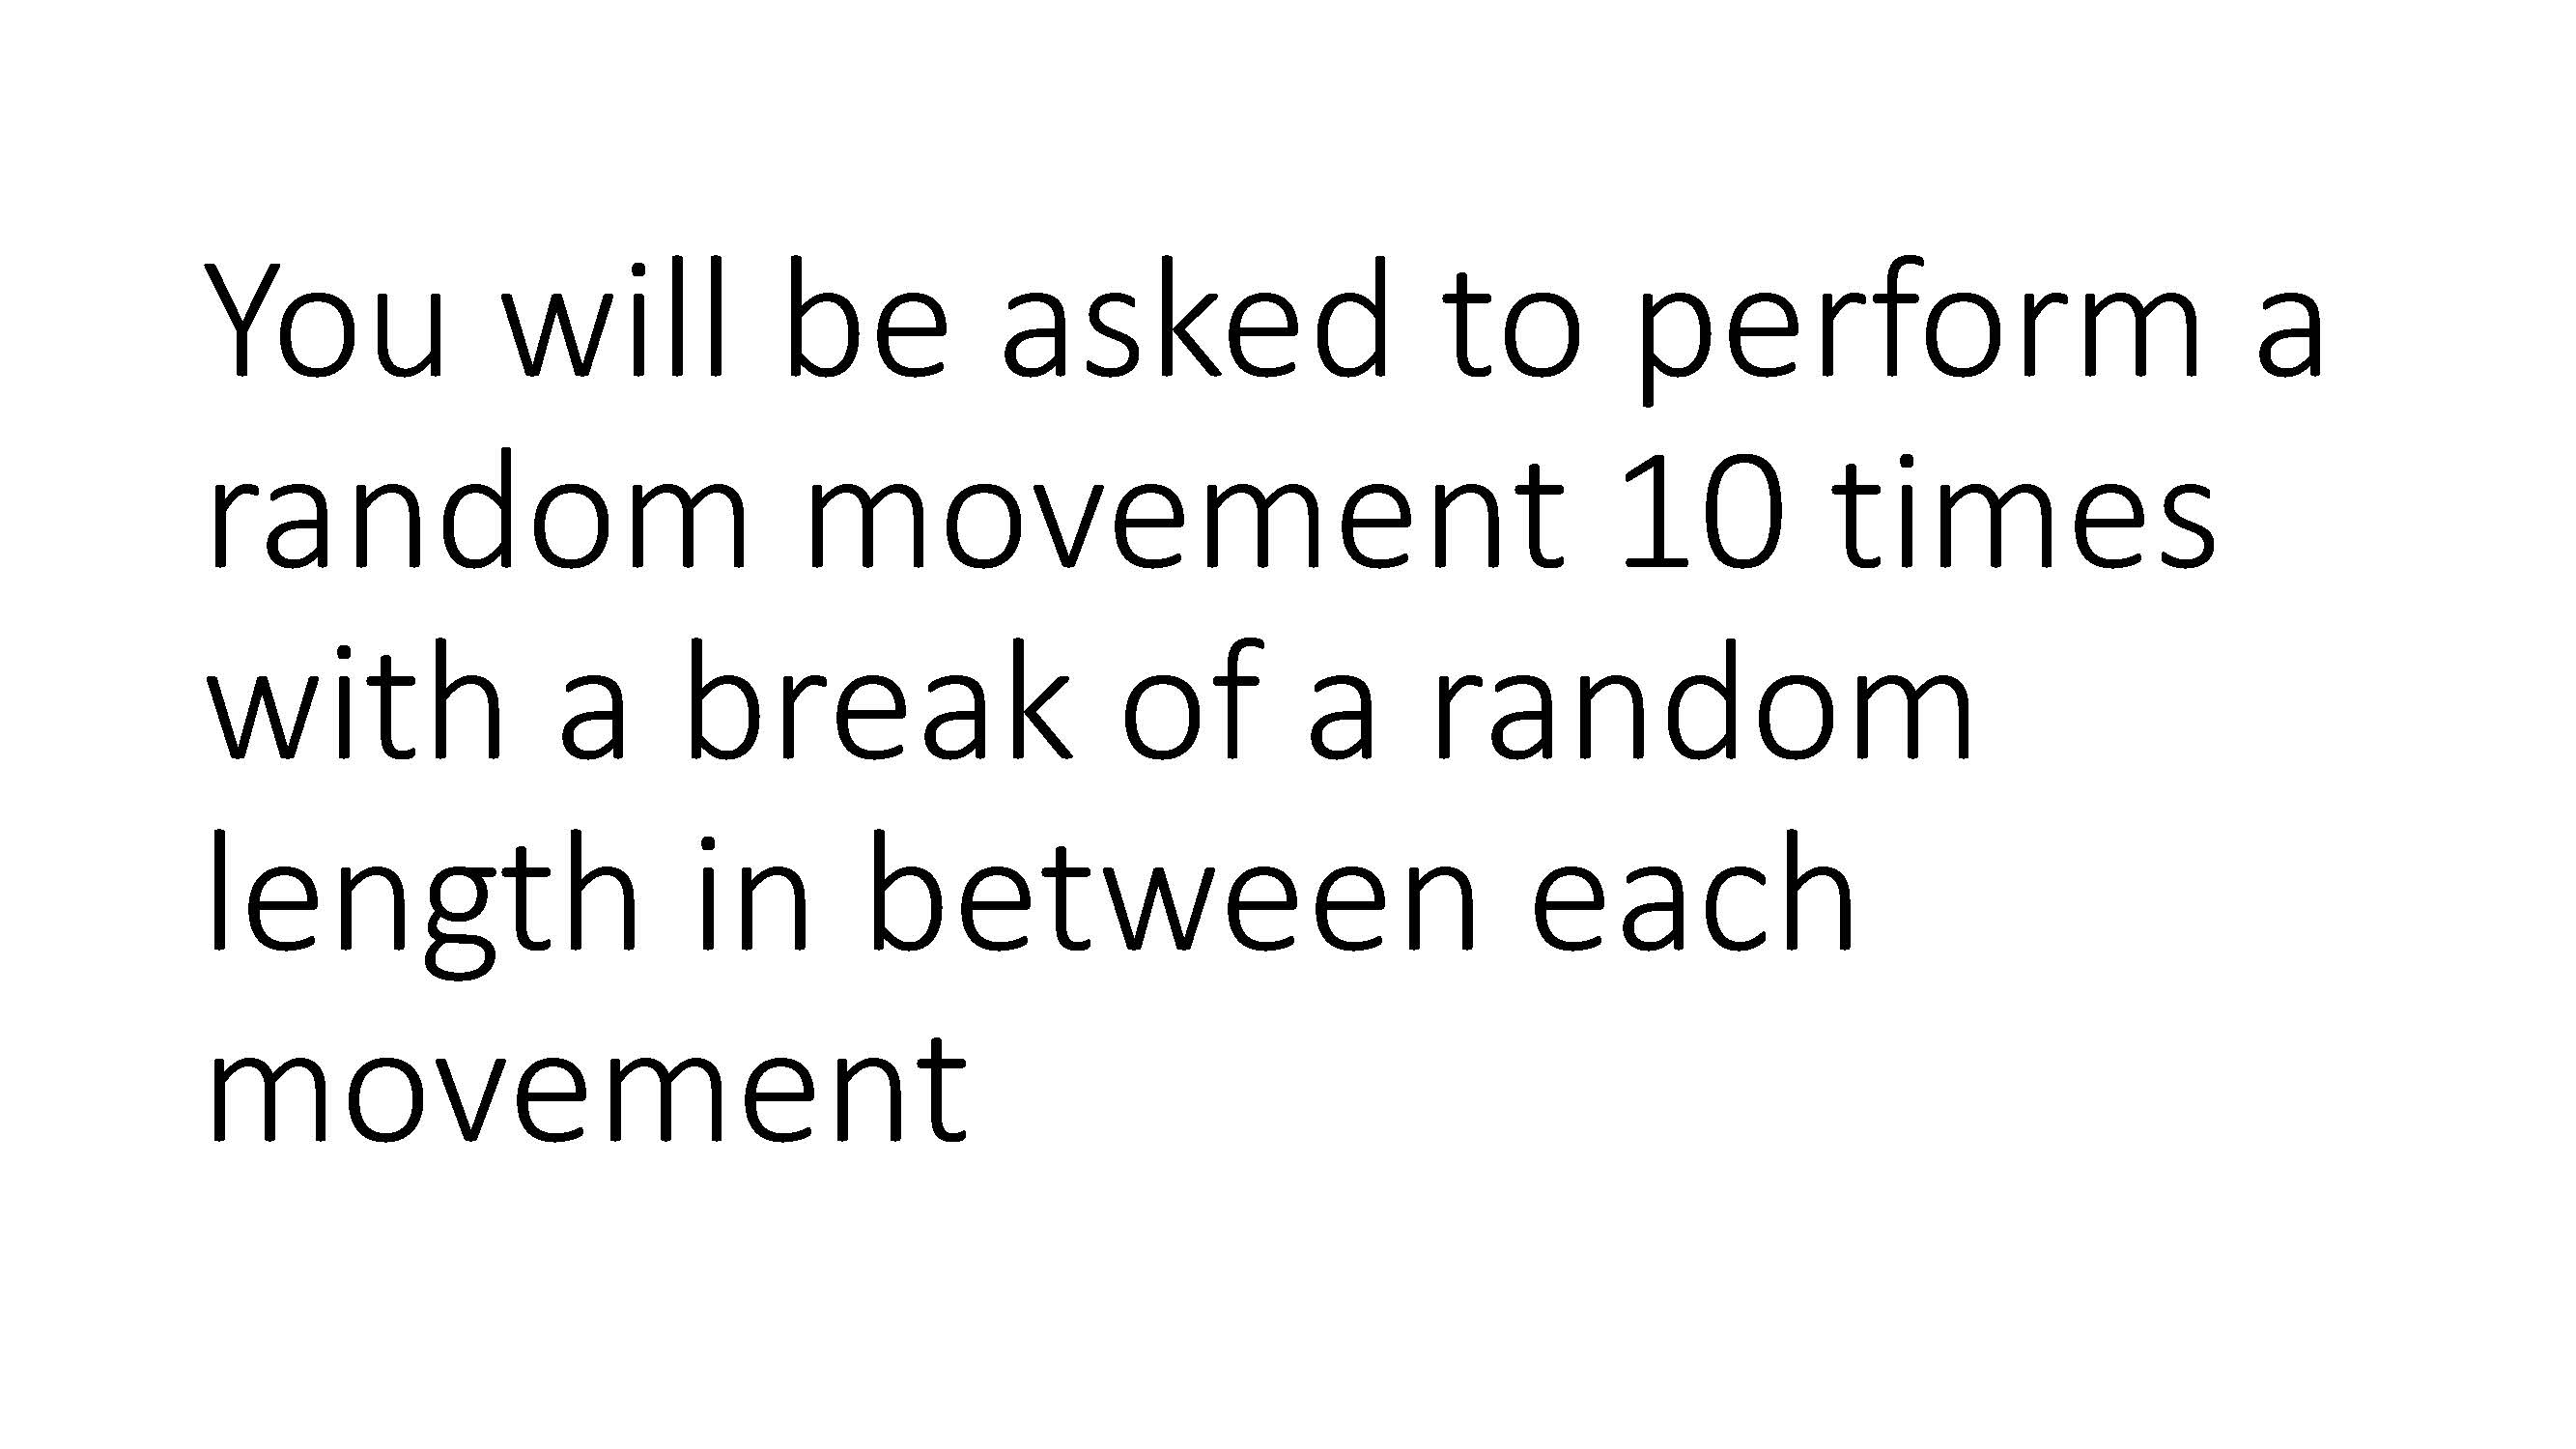 You will be asked to perform a
random movement 10 times
with a break of a random
length in between each
movement